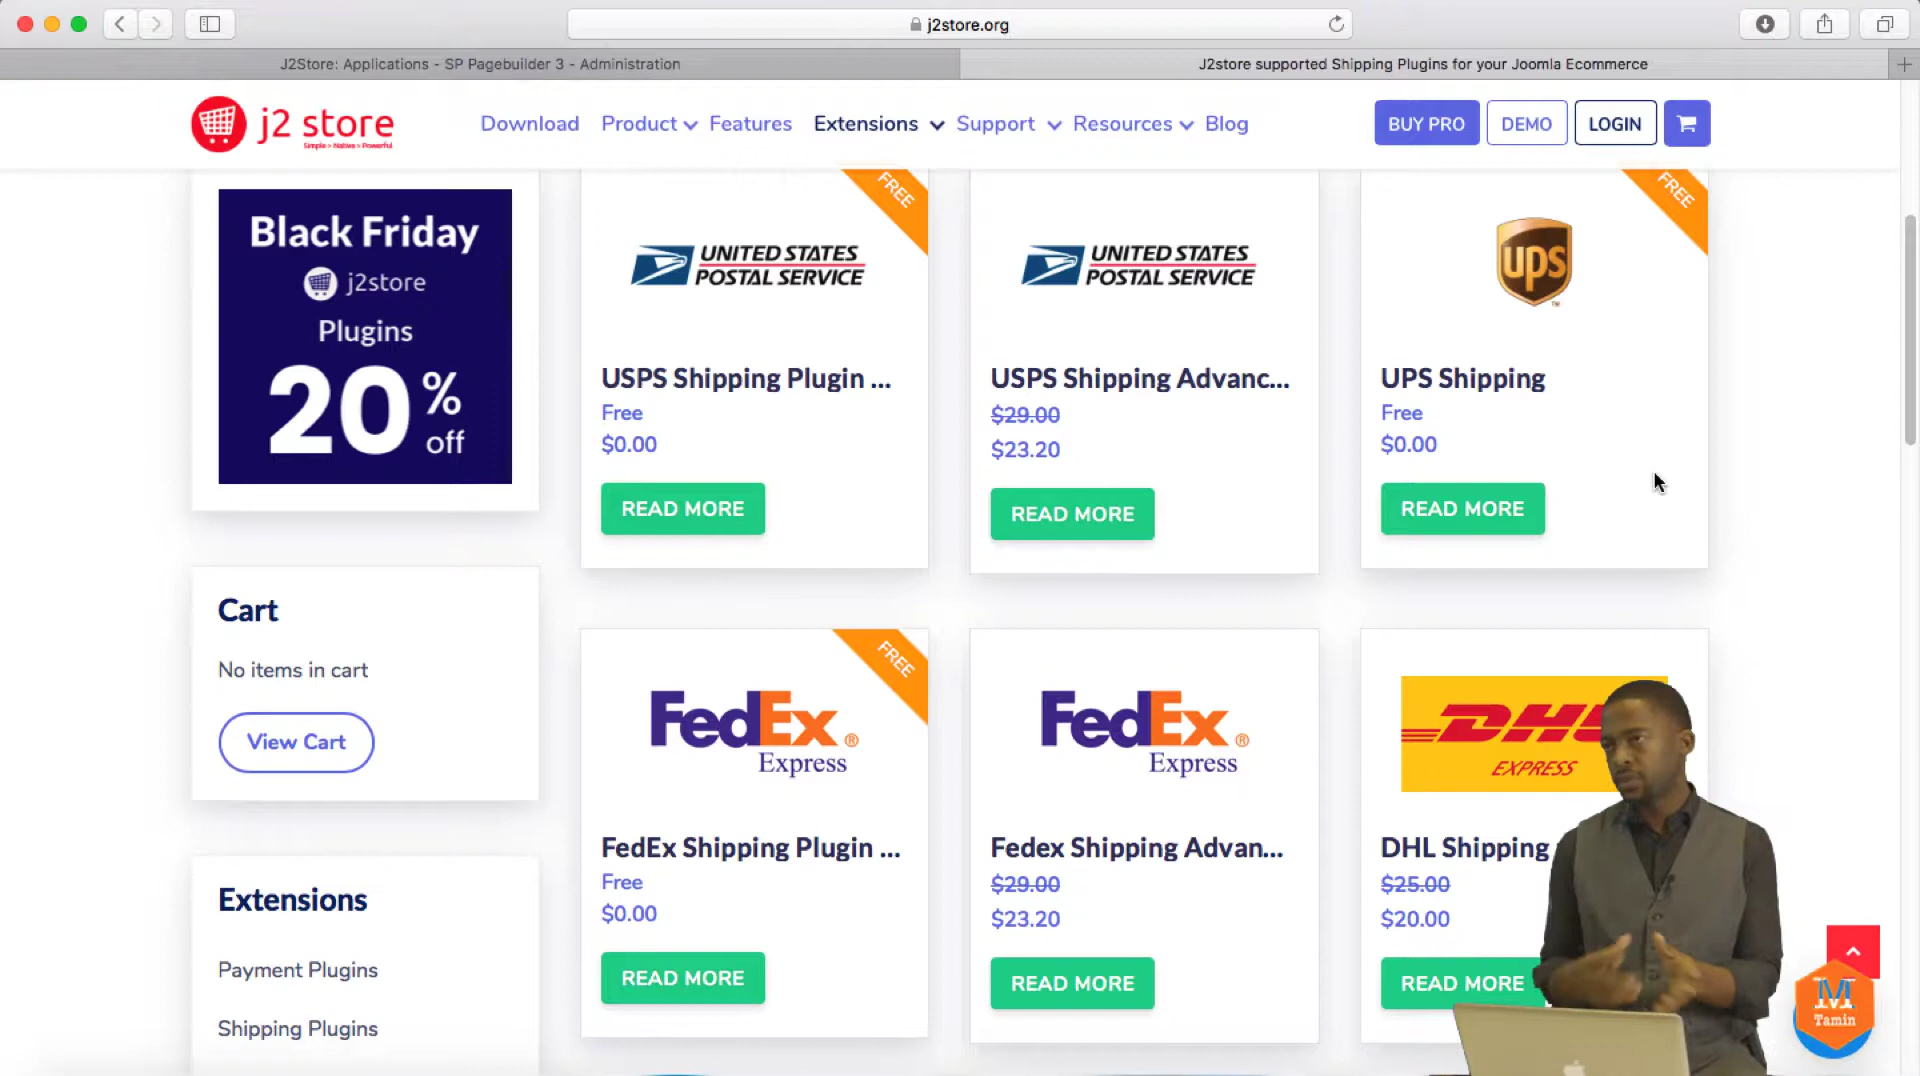 j2store.org
J2Store: Applications - SP Pagebuilder 3 - Administration
J2store supported Shipping Plugins for your Joomla Ecommerce
j2 store
Simple > Native > Powerful
Download
Product
Features
Extensions
Support
Resources
Blog
BUY PRO
DEMO
LOGIN
Black Friday
j2store
Plugins
20%
off
FREE
UNITED STATES
POSTAL SERVICE
USPS Shipping Plugin ...
Free
$0.00
READ MORE
UNITED STATES
POSTAL SERVICE
USPS Shipping Advanc...
$29.00
$23.20
READ MORE
FREE
ups
UPS Shipping
Free
$0.00
READ MORE
Cart
No items in cart
View Cart
FREE
FedEx®
Express
FedEx Shipping Plugin ...
Free
$0.00
READ MORE
FedEx®
Express
Fedex Shipping Advan...
$29.00
$23.20
READ MORE
DH
EXPRESS
DHL Shipping
$25.00
$20.00
READ MORE
Extensions
Payment Plugins
Shipping Plugins
M
Tamin